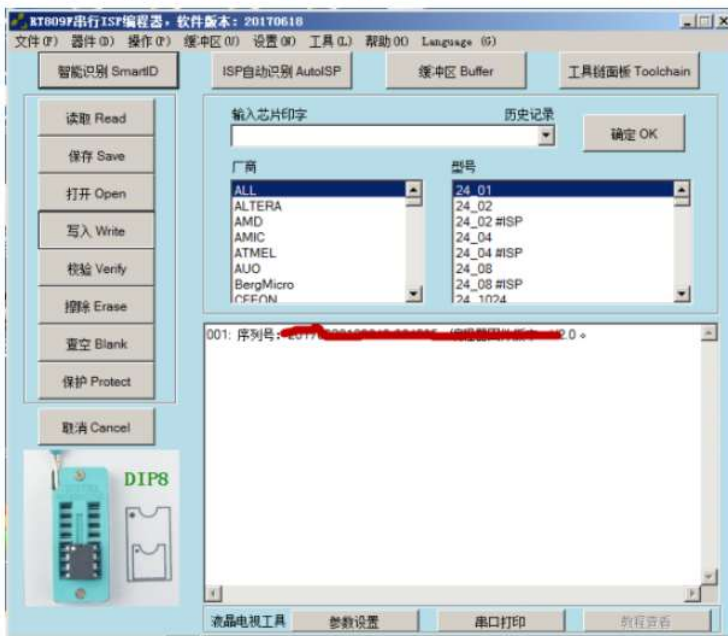 RT809F串行ISP编程器，软件版本：20170618
文件(F) 器件(D) 操作(P) 缓冲区(U) 设置(W) 工具(L) 帮助(H) Language (G)
智能识别 SmartID ISP自动识别 AutoISP 缓冲区 Buffer 工具链面板 Toolchain
读取 Read
保存 Save
打开 Open
写入 Write
校验 Verify
擦除 Erase
查空 Blank
保护 Protect
取消 Cancel
DIP8
输入芯片印字 历史记录
确定 OK
厂商
ALL
ALTERA
AMD
AMIC
ATMEL
AUO
BergMicro
CEEON
型号
24_01
24_02
24_02 #ISP
24_04
24_04 #ISP
24_08
24_08 #ISP
24_1024
001: 序列号： 2.0。
液晶电视工具 参数设置 串口打印 教程查看